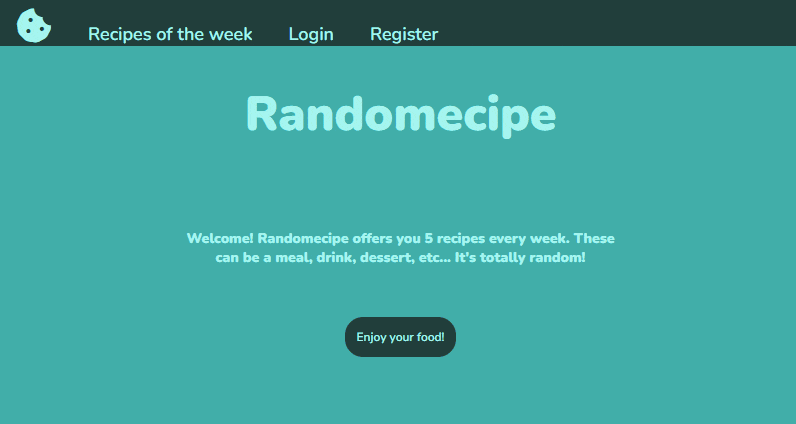 Recipes of the week Login Register
Randomecipe
Welcome! Randomecipe offers you 5 recipes every week. These
can be a meal, drink, dessert, etc... It's totally random!
Enjoy your food!